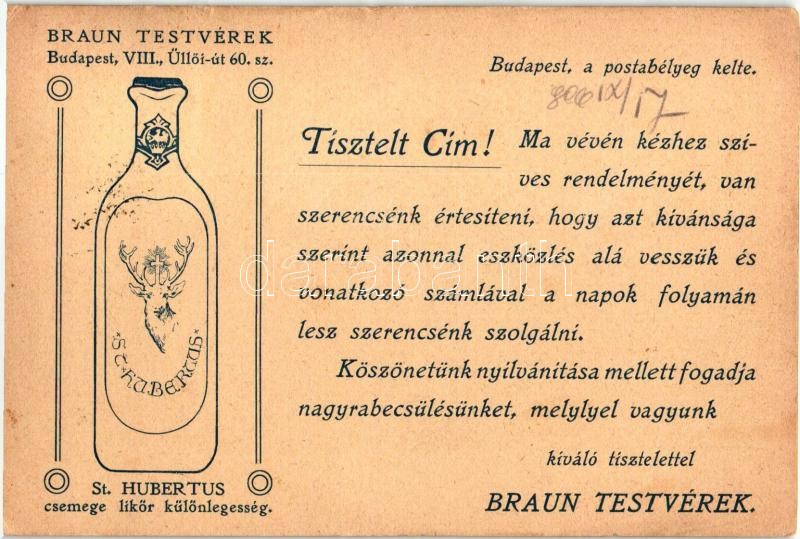 BRAUN TESTVÉREK
Budapest, VIII., Üllői-út 60. sz.
ST. HUBERTUS
St. HUBERTUS
csemege likőr különlegesség.
Budapest, a postabélyeg kelte.
Tisztelt Cím! Ma vévén kézhez szí-
ves rendelményét, van
szerencsénk értesíteni, hogy azt kívánsága
szerint azonnal eszközlés alá vesszük és
vonatkozó számlával a napok folyamán
lesz szerencsénk szolgálni.
Köszönetünk nyilvánítása mellett fogadja
nagyrabecsülésünket, melylyel vagyunk
kiváló tisztelettel
BRAUN TESTVÉREK.
darabanth